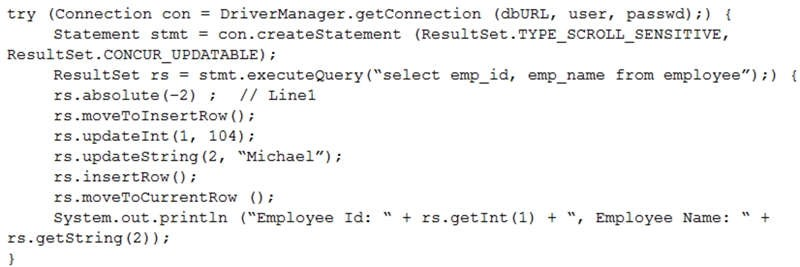 try (Connection con = DriverManager.getConnection (dbURL, user, passwd);) {
Statement stmt = con.createStatement (ResultSet.TYPE_SCROLL_SENSITIVE,
ResultSet.CONCUR_UPDATABLE);
ResultSet rs = stmt.executeQuery(“select emp_id, emp_name from employee”);) {
rs.absolute(-2) ; // Line1
rs.moveToInsertRow();
rs.updateInt(1, 104);
rs.updateString(2, “Michael”);
rs.insertRow();
rs.moveToCurrentRow ();
System.out.println (“Employee Id: “ + rs.getInt(1) + “, Employee Name: “ +
rs.getString(2));
}